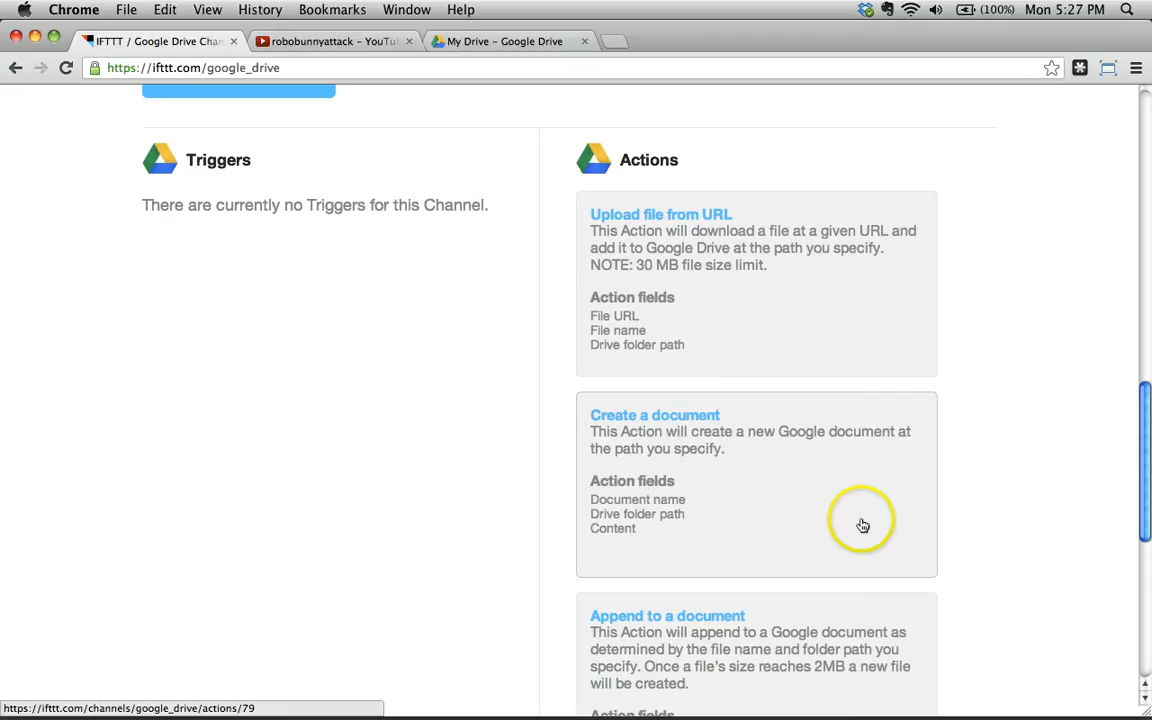 Chrome File Edit View History Bookmarks Window Help (100%) Mon 5:27 PM
IFTTT / Google Drive Chan
robobunnyattack - YouTub
My Drive - Google Drive
https://ifttt.com/google_drive
Triggers
There are currently no Triggers for this Channel.
Actions
Upload file from URL
This Action will download a file at a given URL and
add it to Google Drive at the path you specify.
NOTE: 30 MB file size limit.
Action fields
File URL
File name
Drive folder path
Create a document
This Action will create a new Google document at
the path you specify.
Action fields
Document name
Drive folder path
Content
Append to a document
This Action will append to a Google document as
determined by the file name and folder path you
specify. Once a file's size reaches 2MB a new file
will be created.
Action fields
https://ifttt.com/channels/google_drive/actions/79